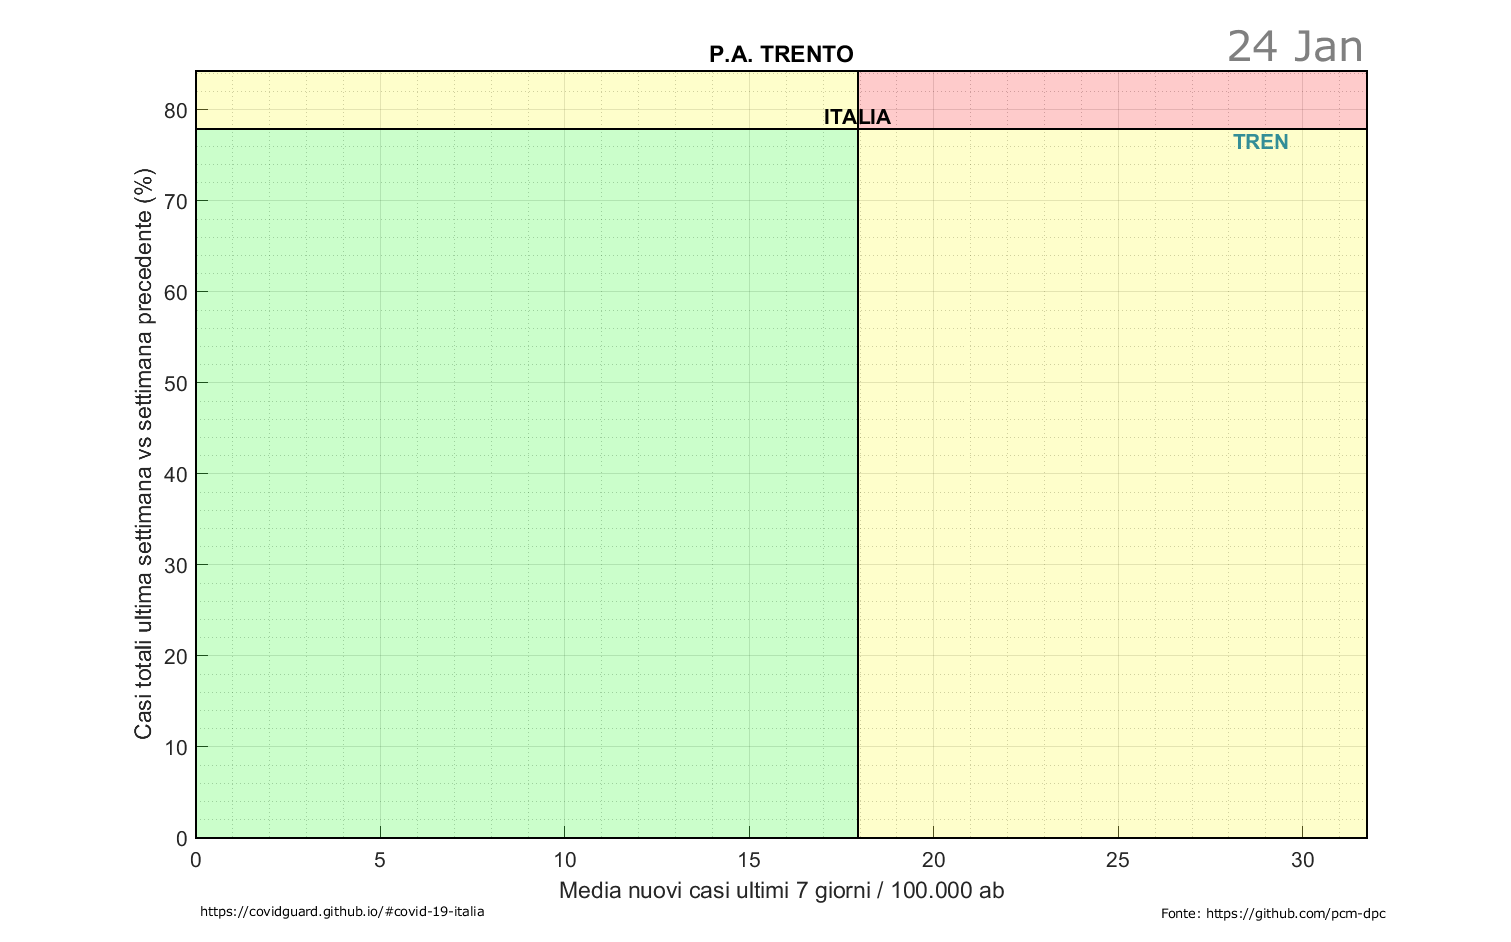 24 Jan
P.A. TRENTO
ITALIA
TREN
Casi totali ultima settimana vs settimana precedente (%)
80
70
60
50
40
30
20
10
0
0 5 10 15 20 25 30
Media nuovi casi ultimi 7 giorni / 100.000 ab
https://covidguard.github.io/#covid-19-italia
Fonte: https://github.com/pcm-dpc